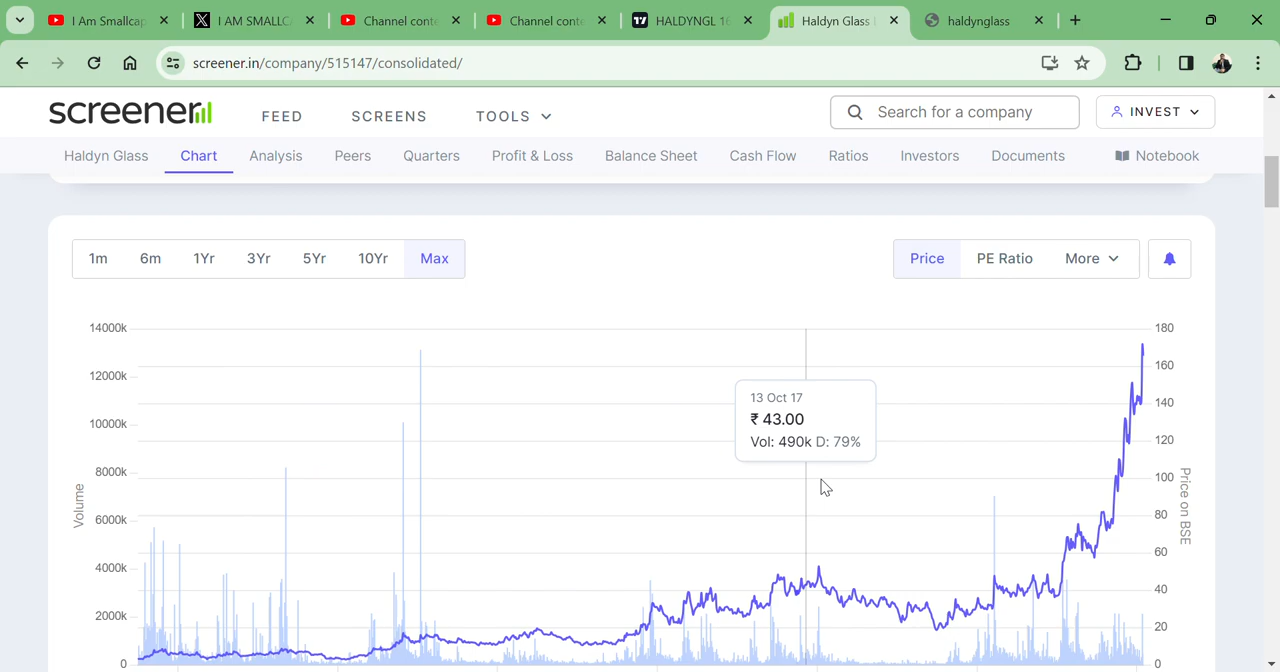 I Am Smallcap
I AM SMALLC
Channel conte
Channel conte
HALDYNGL 16
Haldyn Glass
haldynglass
screener.in/company/515147/consolidated/
screener
FEED
SCREENS
TOOLS
Search for a company
INVEST
Haldyn Glass
Chart
Analysis
Peers
Quarters
Profit & Loss
Balance Sheet
Cash Flow
Ratios
Investors
Documents
Notebook
1m
6m
1Yr
3Yr
5Yr
10Yr
Max
Price
PE Ratio
More
14000k
12000k
10000k
8000k
6000k
4000k
2000k
0
Volume
13 Oct 17
₹ 43.00
Vol: 490k D: 79%
180
160
140
120
100
80
60
40
20
0
Price on BSE